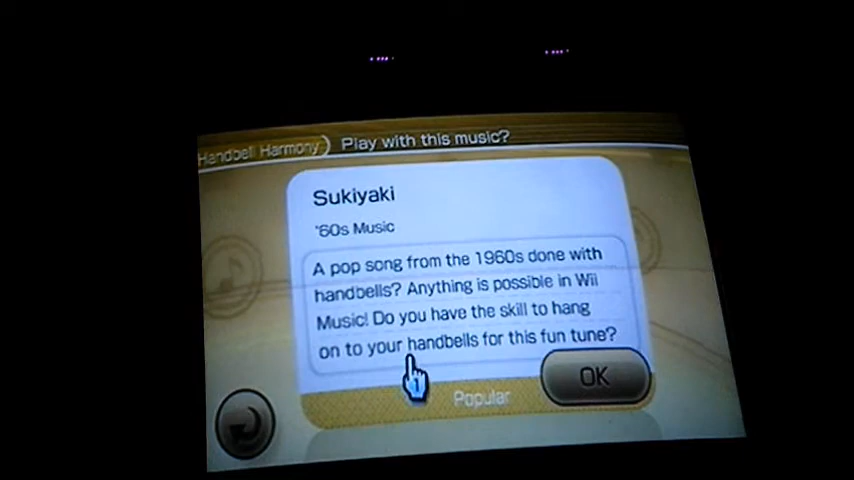 Handbell Harmony
Play with this music?
Sukiyaki
'60s Music
A pop song from the 1960s done with
handbells? Anything is possible in Wii
Music! Do you have the skill to hang
on to your handbells for this fun tune?
1
OK
Popular